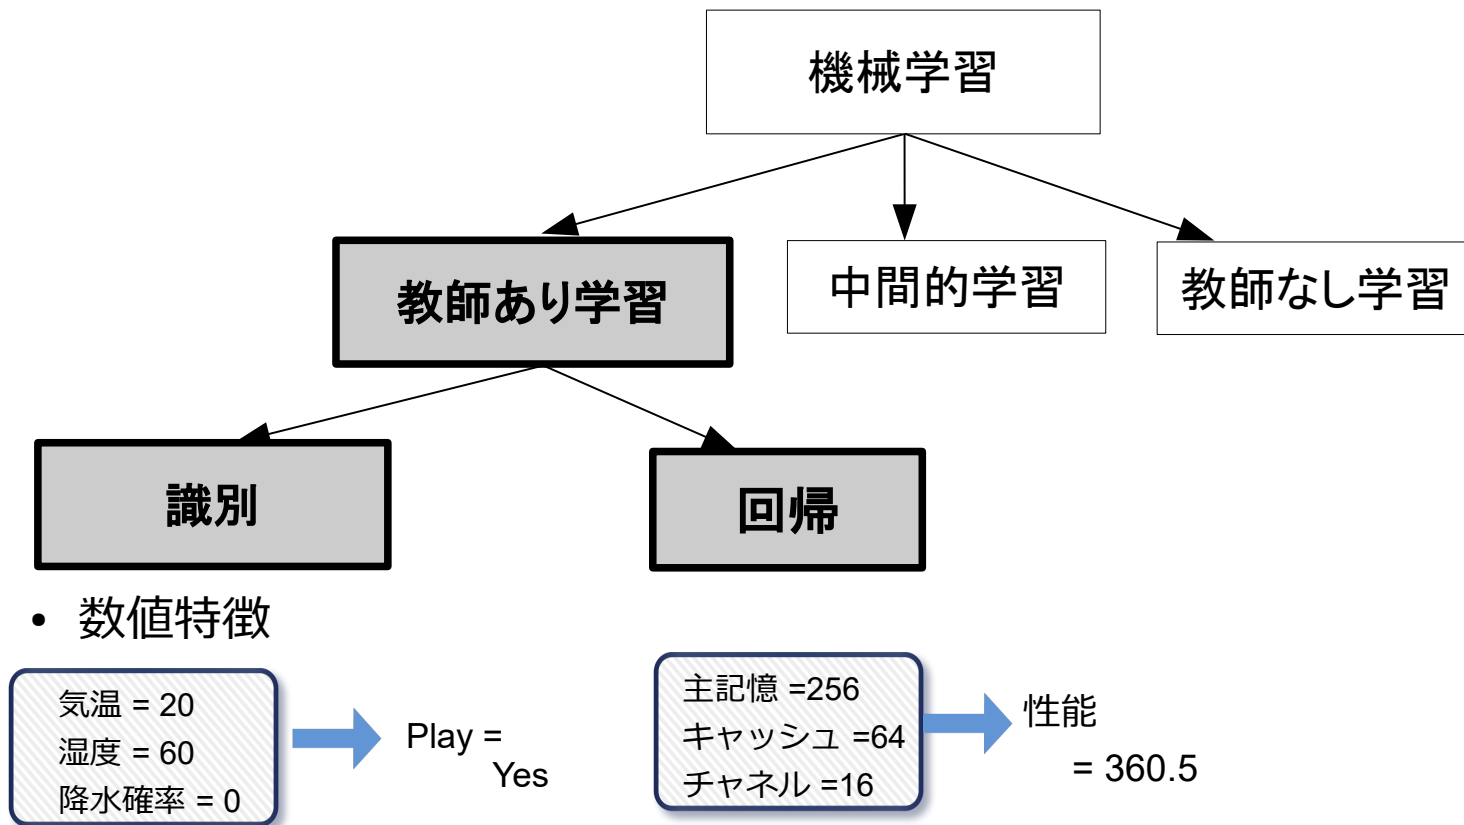 機械学習
教師あり学習
中間的学習
教師なし学習
識別
回帰
• 数値特徴
気温 = 20
湿度 = 60
降水確率 = 0
Play =
Yes
主記憶 =256
キャッシュ =64
チャネル =16
性能
= 360.5